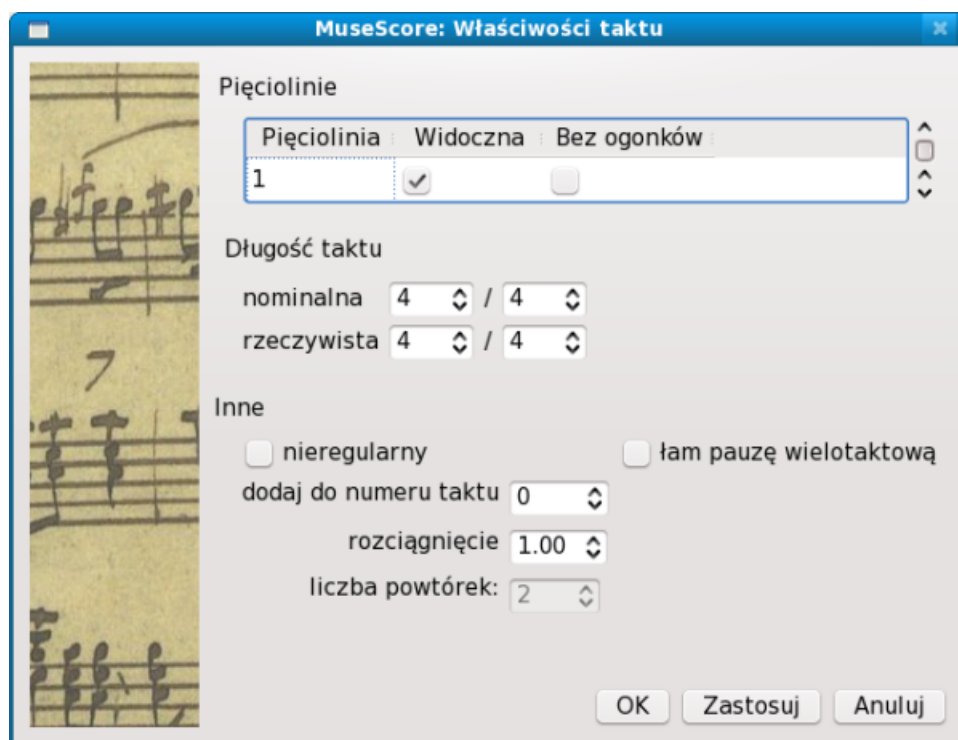 MuseScore: Właściwości taktu
Pięciolinie
Pięciolinia Widoczna Bez ogonków
1
Długość taktu
nominalna 4 / 4
rzeczywista 4 / 4
7
Inne
nieregularny łam pauzę wielotaktową
dodaj do numeru taktu 0
rozciągnięcie 1.00
liczba powtórek: 2
OK Zastosuj Anuluj